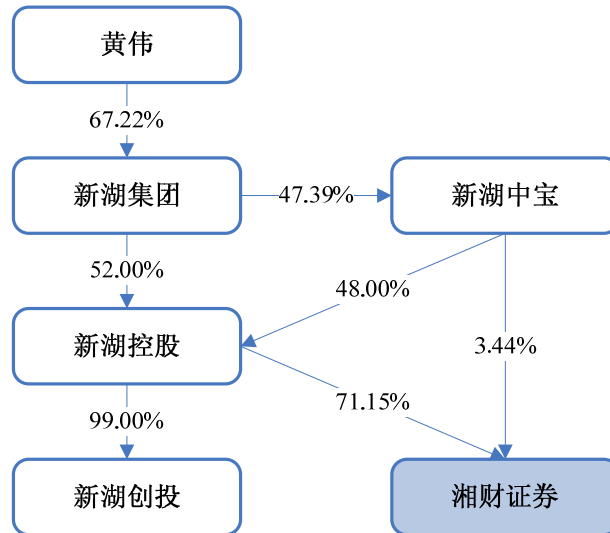 黄伟
67.22%
新湖集团
47.39%
新湖中宝
52.00%
48.00%
新湖控股
3.44%
71.15%
99.00%
新湖创投
湘财证券